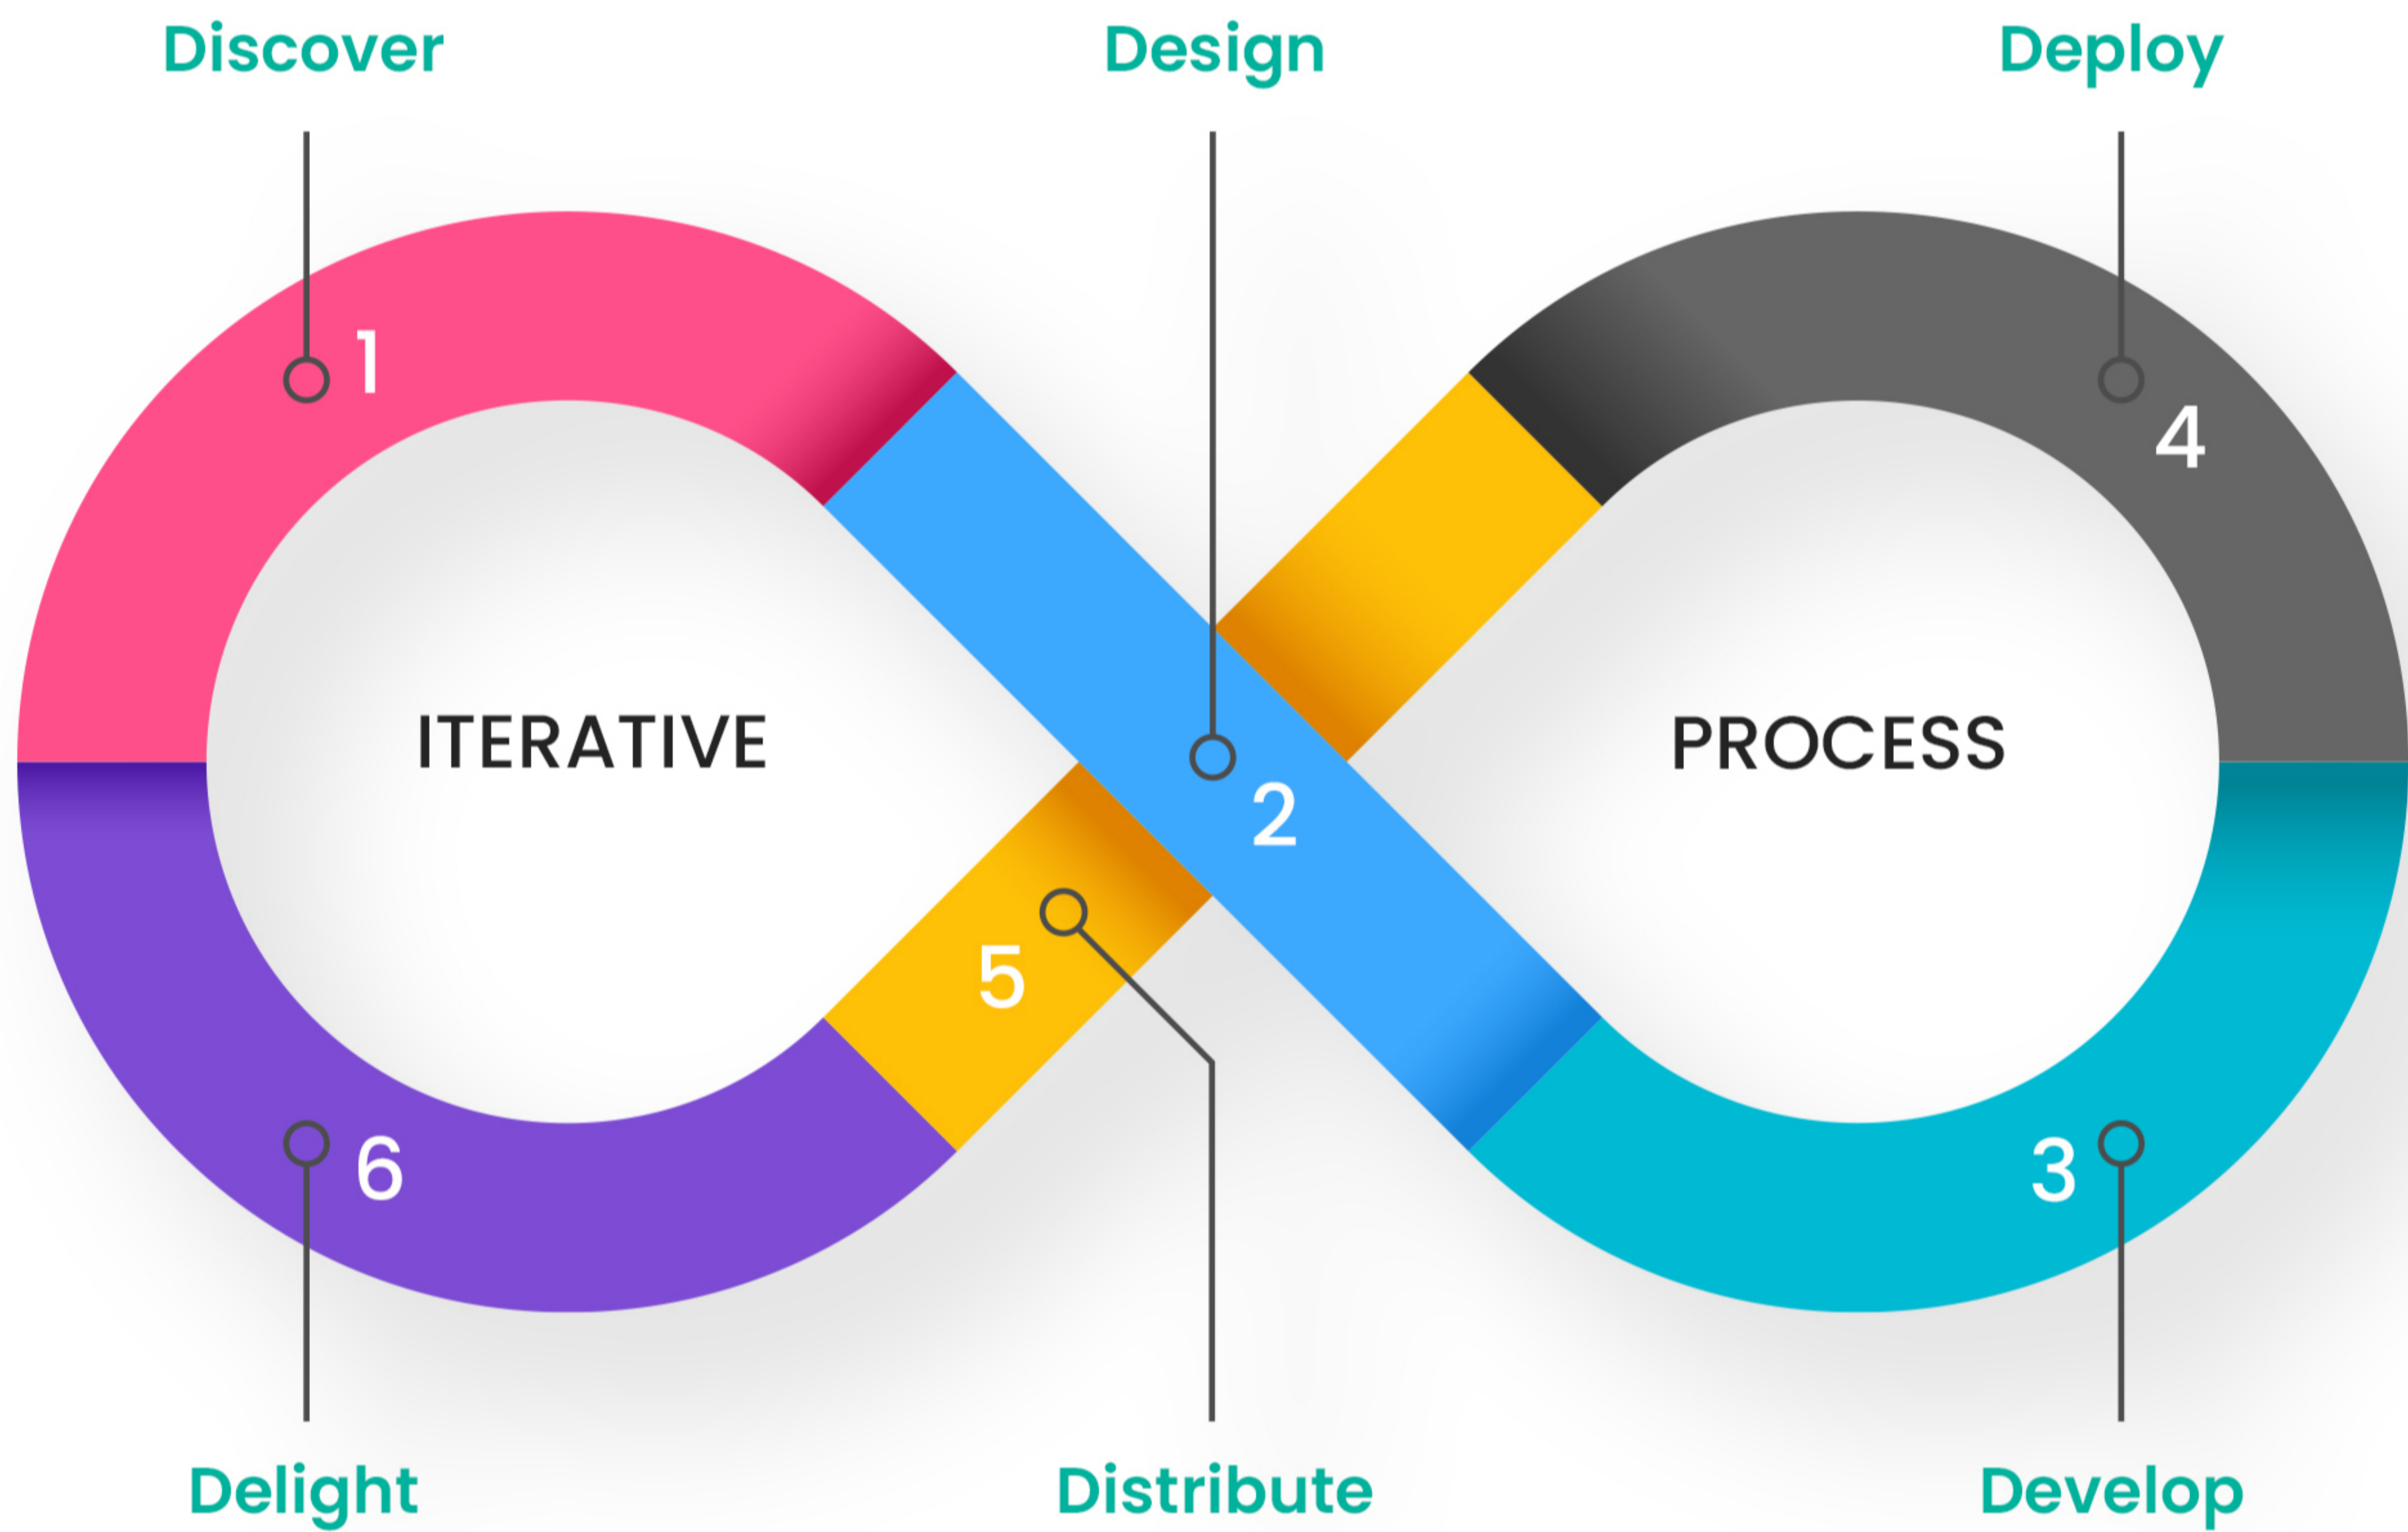 Discover
Design
Deploy
1
4
ITERATIVE
PROCESS
2
5
6
3
Delight
Distribute
Develop